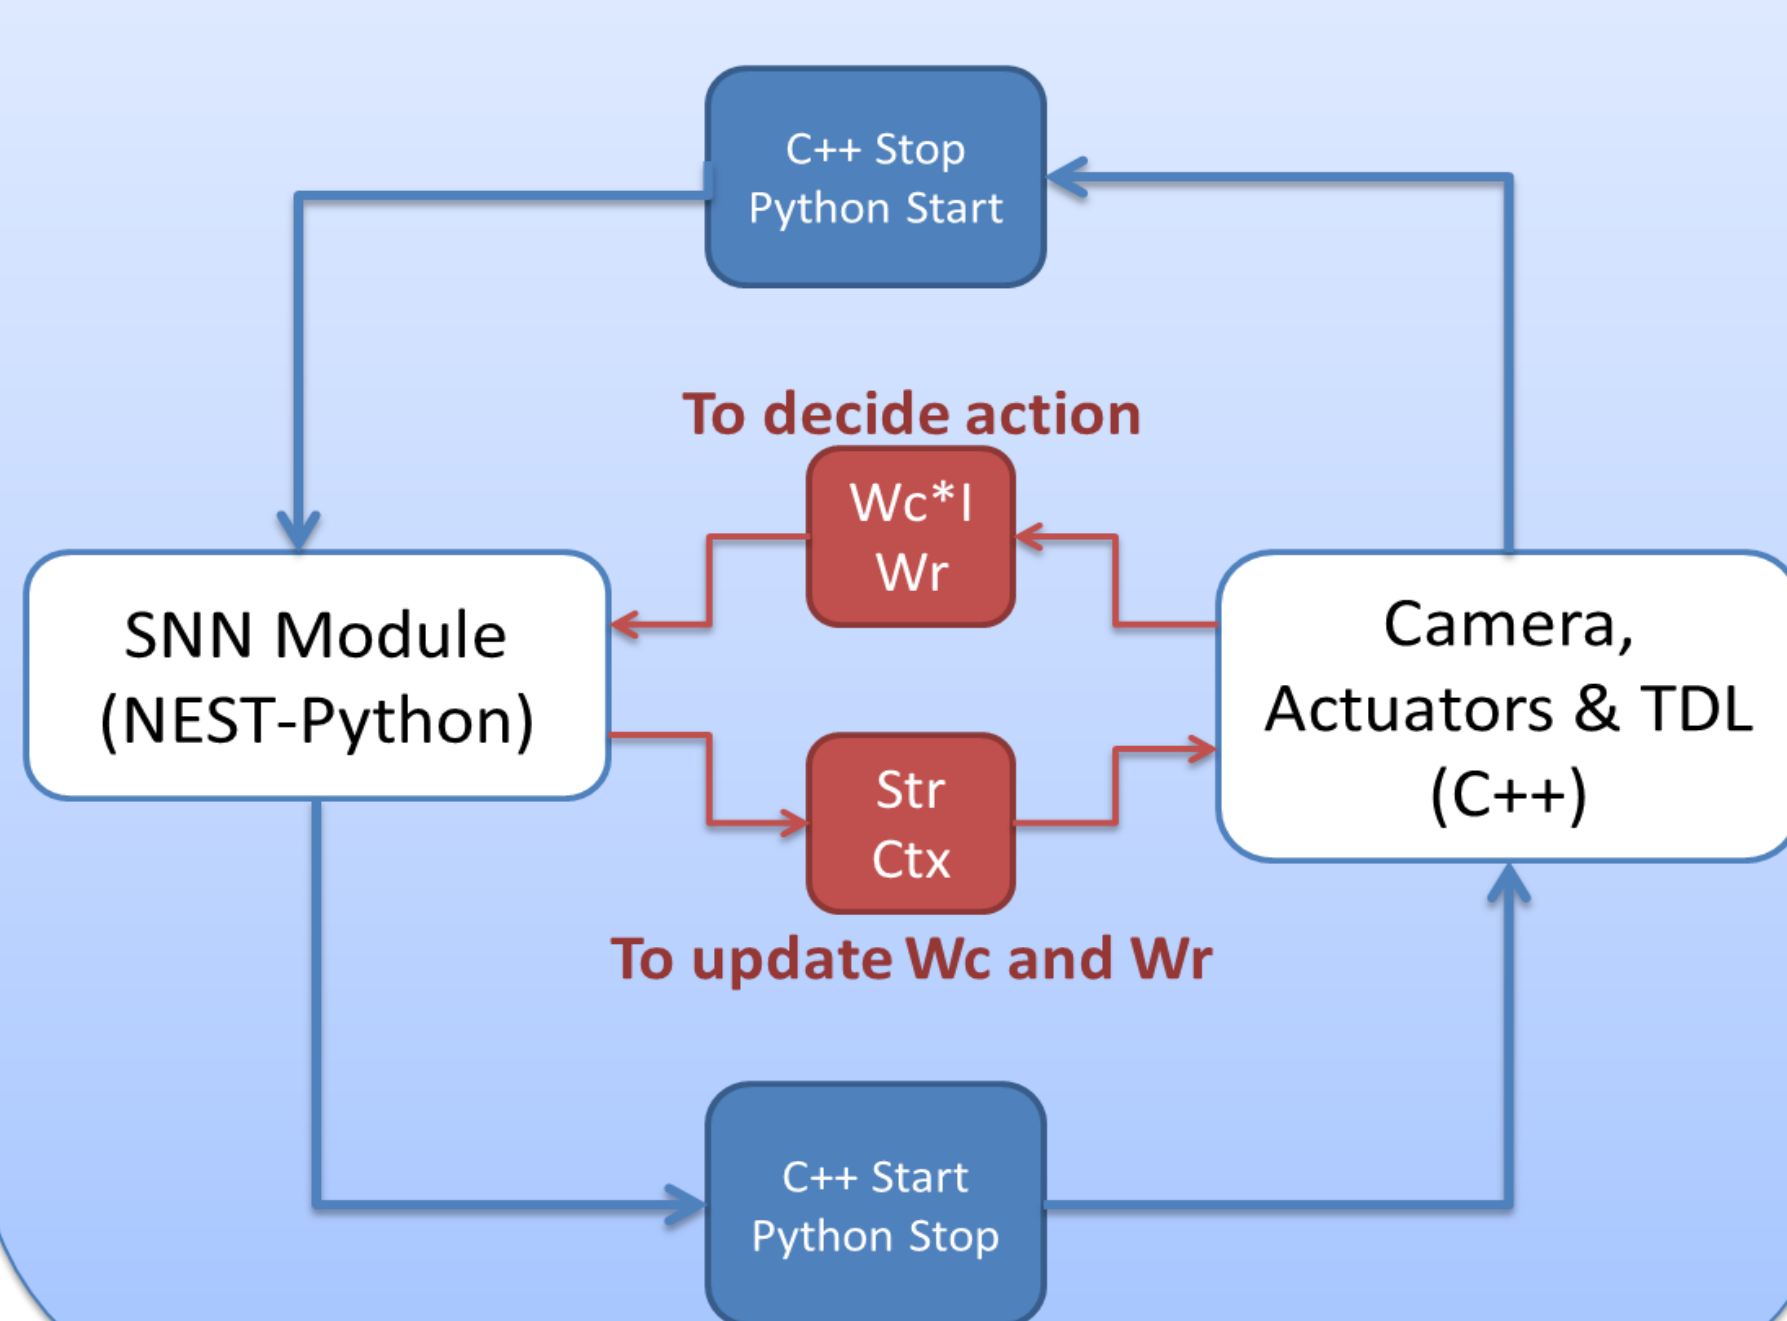 C++ Stop
Python Start
To decide action
Wc*I
Wr
SNN Module
(NEST-Python)
Camera,
Actuators & TDL
(C++)
Str
Ctx
To update Wc and Wr
C++ Start
Python Stop